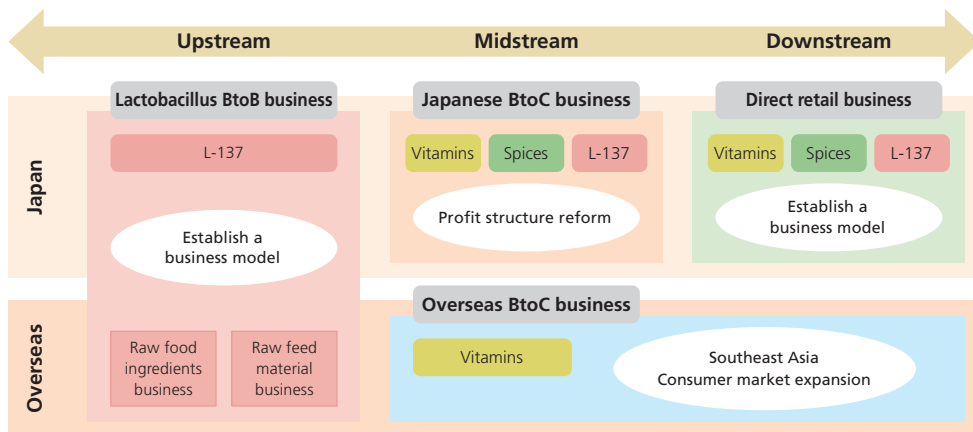 Upstream
Midstream
Downstream
Japan
Lactobacillus BtoB business
L-137
Establish a
business model
Japanese BtoC business
Vitamins
Spices
L-137
Profit structure reform
Direct retail business
Vitamins
Spices
L-137
Establish a
business model
Overseas
Raw food
ingredients
business
Raw feed
material
business
Overseas BtoC business
Vitamins
Southeast Asia
Consumer market expansion